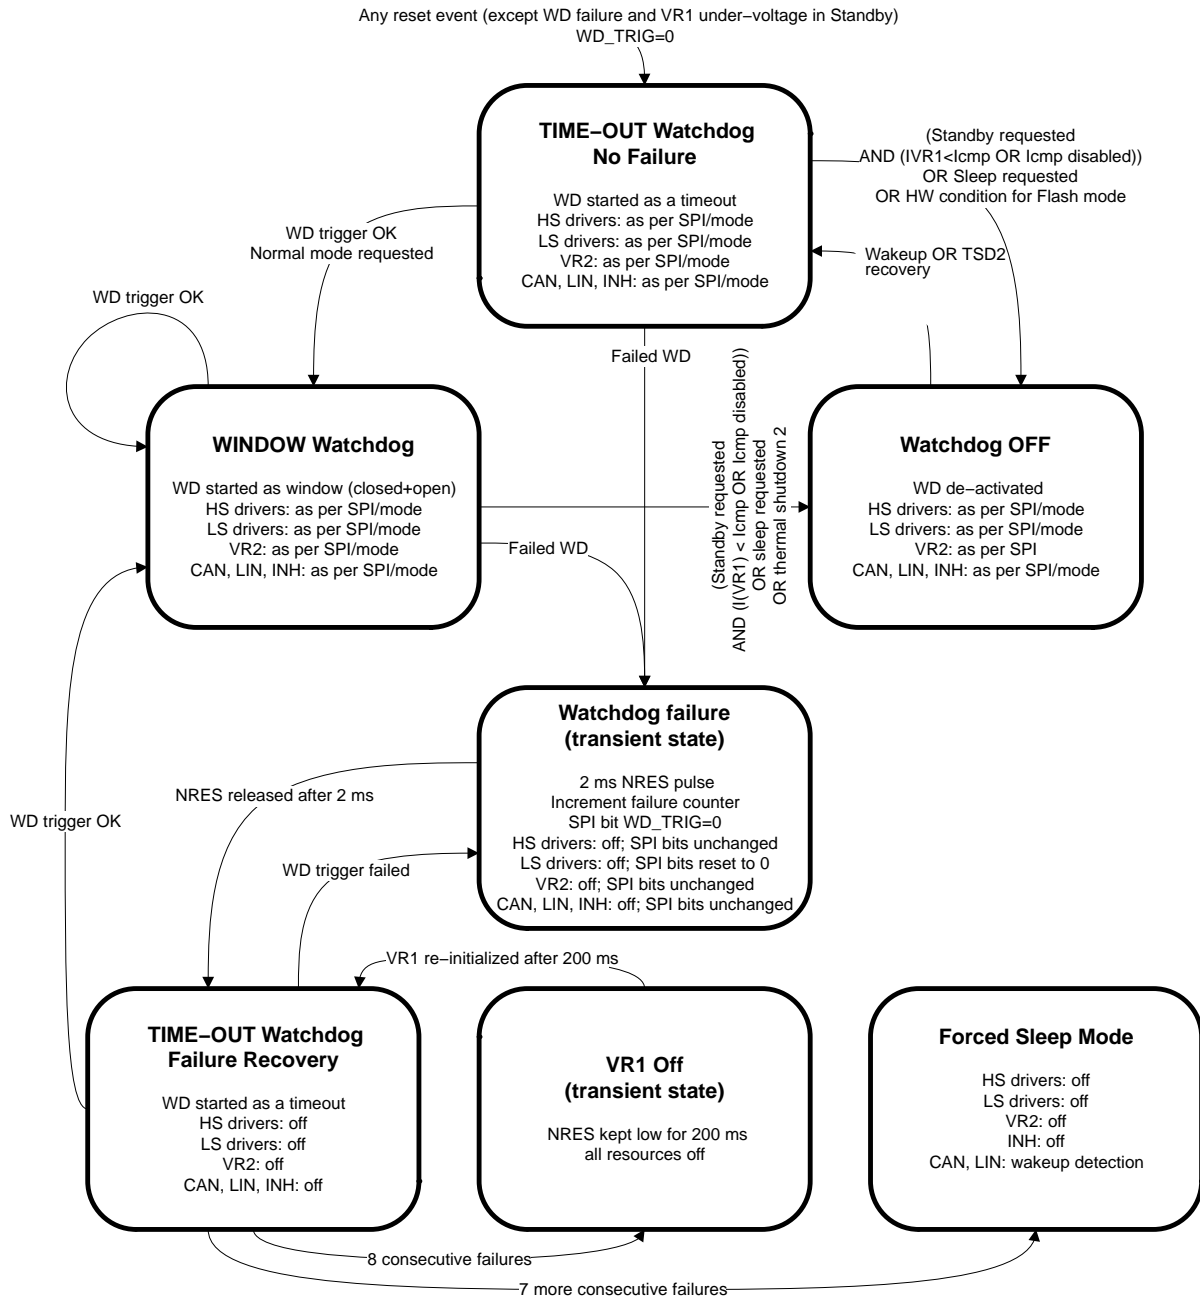 Any reset event (except WD failure and VR1 under−voltage in Standby)
WD_TRIG=0
TIME−OUT Watchdog
No Failure
WD started as a timeout
HS drivers: as per SPI/mode
LS drivers: as per SPI/mode
VR2: as per SPI/mode
CAN, LIN, INH: as per SPI/mode
(Standby requested
AND (IVR1<Icmp OR Icmp disabled))
OR Sleep requested
OR HW condition for Flash mode
WD trigger OK
Normal mode requested
Wakeup OR TSD2
recovery
WD trigger OK
Failed WD
WINDOW Watchdog
WD started as window (closed+open)
HS drivers: as per SPI/mode
LS drivers: as per SPI/mode
VR2: as per SPI/mode
CAN, LIN, INH: as per SPI/mode
Failed WD
(Standby requested
AND (I(VR1) < Icmp OR Icmp disabled))
OR sleep requested
OR thermal shutdown 2
Watchdog OFF
WD de−activated
HS drivers: as per SPI/mode
LS drivers: as per SPI/mode
VR2: as per SPI
CAN, LIN, INH: as per SPI/mode
Watchdog failure
(transient state)
2 ms NRES pulse
Increment failure counter
SPI bit WD_TRIG=0
HS drivers: off; SPI bits unchanged
LS drivers: off; SPI bits reset to 0
VR2: off; SPI bits unchanged
CAN, LIN, INH: off; SPI bits unchanged
NRES released after 2 ms
WD trigger OK
WD trigger failed
VR1 re−initialized after 200 ms
TIME−OUT Watchdog
Failure Recovery
WD started as a timeout
HS drivers: off
LS drivers: off
VR2: off
CAN, LIN, INH: off
VR1 Off
(transient state)
NRES kept low for 200 ms
all resources off
Forced Sleep Mode
HS drivers: off
LS drivers: off
VR2: off
INH: off
CAN, LIN: wakeup detection
8 consecutive failures
7 more consecutive failures